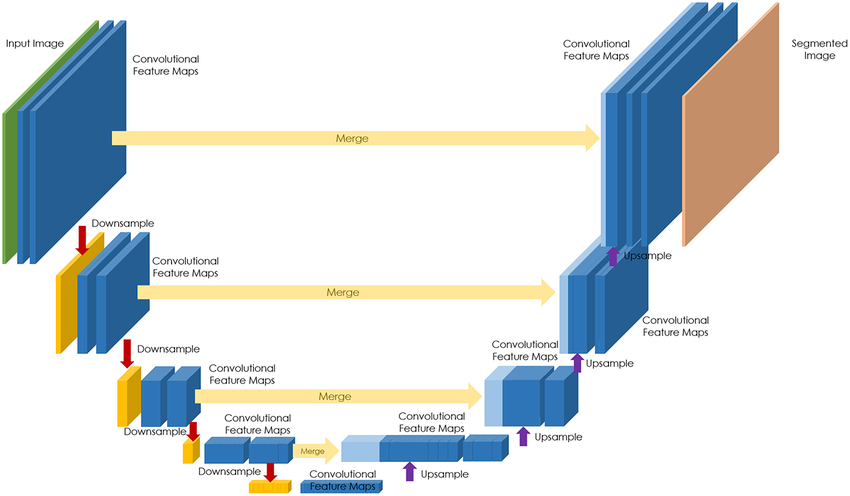 Input Image
Convolutional
Feature Maps
Convolutional
Feature Maps
Segmented
Image
Merge
Downsample
Upsample
Convolutional
Feature Maps
Merge
Convolutional
Feature Maps
Downsample
Convolutional
Feature Maps
Upsample
Convolutional
Feature Maps
Merge
Downsample
Convolutional
Feature Maps
Convolutional
Feature Maps
Upsample
Merge
Downsample
Convolutional
Feature Maps
Upsample